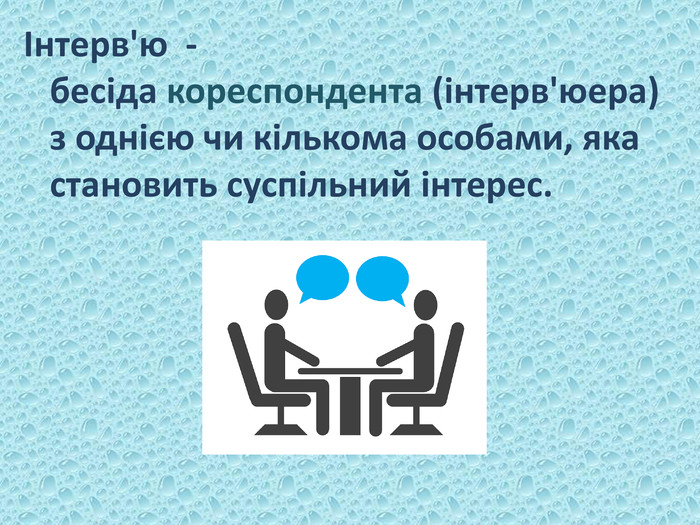 Інтерв'ю  -
бесіда кореспондента (інтерв'юера)
з однією чи кількома особами, яка
становить суспільний інтерес.